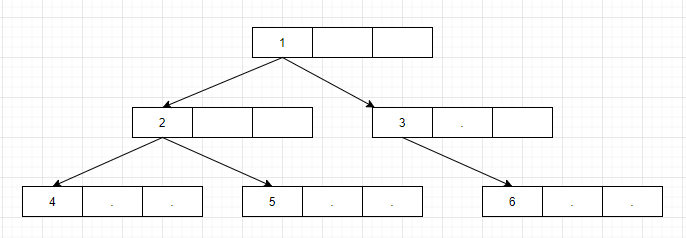 1
2 3 .
4 . . 5 . . 6 . .